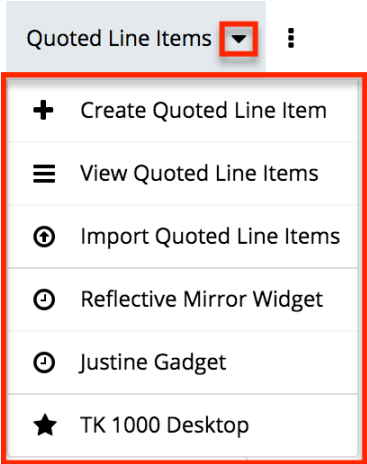 Quoted Line Items
Create Quoted Line Item
View Quoted Line Items
Import Quoted Line Items
Reflective Mirror Widget
Justine Gadget
TK 1000 Desktop